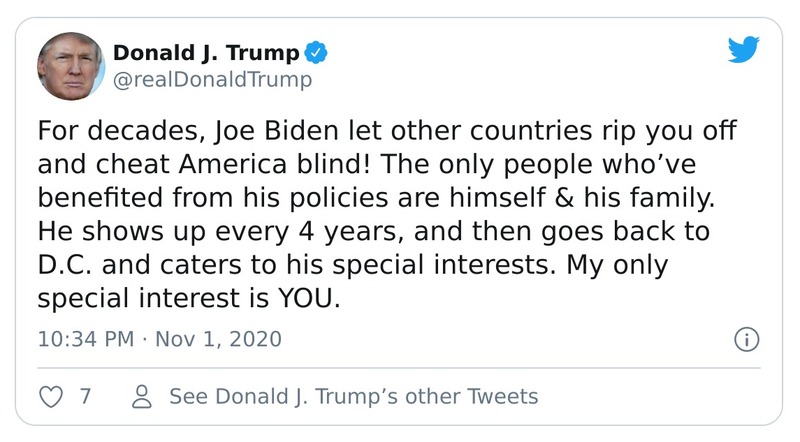 Donald J. Trump
@realDonaldTrump
For decades, Joe Biden let other countries rip you off
and cheat America blind! The only people who’ve
benefited from his policies are himself & his family.
He shows up every 4 years, and then goes back to
D.C. and caters to his special interests. My only
special interest is YOU.
10:34 PM · Nov 1, 2020
7 See Donald J. Trump’s other Tweets